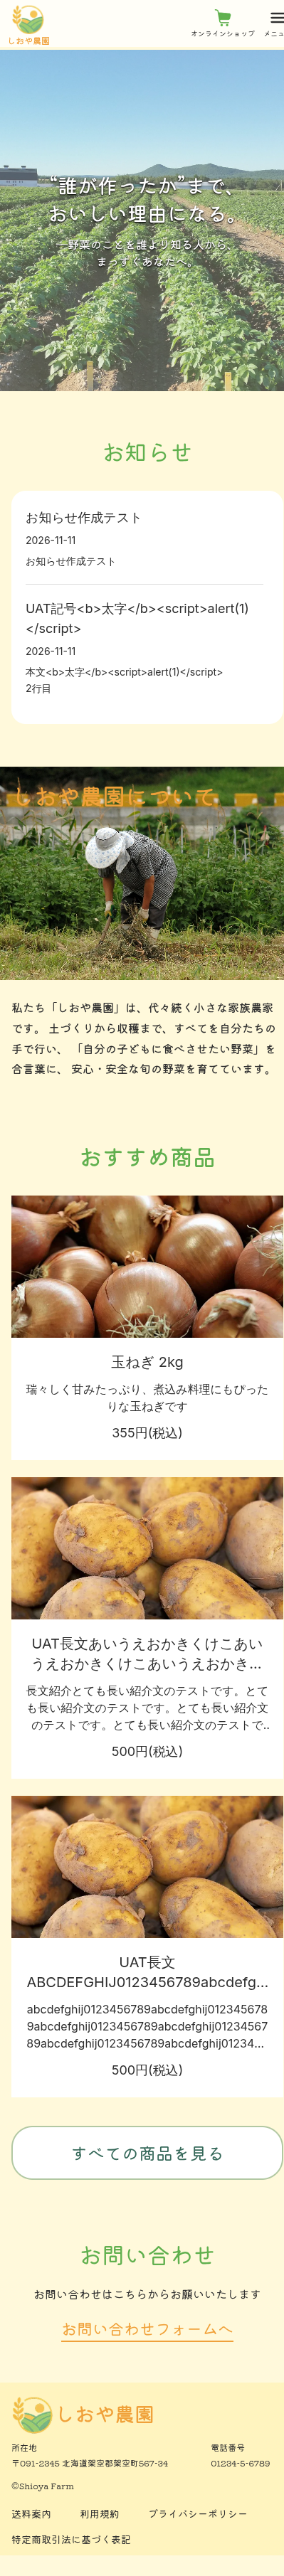 しおや農園
オンラインショップ
メニュ
“誰が作ったか”まで、
おいしい理由になる。
―野菜のことを誰より知る人から、
まっすぐあなたへ。
お知らせ
お知らせ作成テスト
2026-11-11
お知らせ作成テスト
UAT記号<b>太字</b><script>alert(1)
</script>
2026-11-11
本文<b>太字</b><script>alert(1)</script>
2行目
しおや農園について
私たち「しおや農園」は、代々続く小さな家族農家
です。 土づくりから収穫まで、すべてを自分たちの
手で行い、 「自分の子どもに食べさせたい野菜」を
合言葉に、 安心・安全な旬の野菜を育てています。
おすすめ商品
玉ねぎ 2kg
瑞々しく甘みたっぷり、煮込み料理にもぴった
りな玉ねぎです
355円(税込)
UAT長文あいうえおかきくけこあい
うえおかきくけこあいうえおかき...
長文紹介とても長い紹介文のテストです。とて
も長い紹介文のテストです。とても長い紹介文
のテストです。とても長い紹介文のテストで..
500円(税込)
UAT長文
ABCDEFGHIJ0123456789abcdefg...
abcdefghij0123456789abcdefghij012345678
9abcdefghij0123456789abcdefghij01234567
89abcdefghij0123456789abcdefghij01234...
500円(税込)
すべての商品を見る
お問い合わせ
お問い合わせはこちらからお願いいたします
お問い合わせフォームへ
しおや農園
所在地
電話番号
〒091-2345 北海道架空郡架空町567-34
01234-5-6789
©Shioya Farm
送料案内
利用規約
プライバシーポリシー
特定商取引法に基づく表記